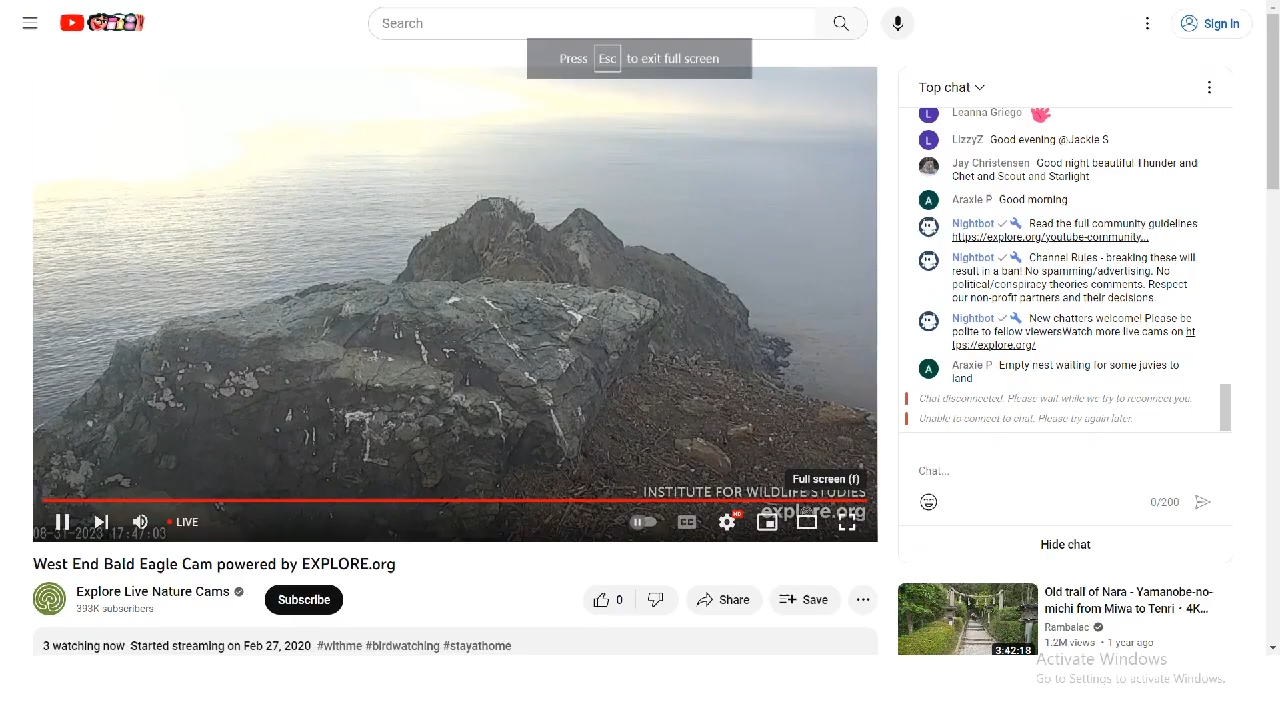 Search
Sign in
Press Esc to exit full screen
Top chat
L Leanna Griego
L LizzyZ Good evening @Jackie S
Jay Christensen Good night beautiful Thunder and
Chet and Scout and Starlight
A Araxie P Good morning
Nightbot Read the full community guidelines
https://explore.org/youtube-community...
Nightbot Channel Rules - breaking these will
result in a ban! No spamming/advertising. No
political/conspiracy theories comments. Respect
our non-profit partners and their decisions.
Nightbot New chatters welcome! Please be
polite to fellow viewersWatch more live cams on ht
tps://explore.org/
A Araxie P Empty nest waiting for some juvies to
land
Chat disconnected. Please wait while we try to reconnect you.
Unable to connect to chat. Please try again later.
Chat...
0/200
Hide chat
Full screen (f)
INSTITUTE FOR WILDLIFE STUDIES
explore.org
LIVE
CC
HD
08-31-2023 17:47:03
West End Bald Eagle Cam powered by EXPLORE.org
Explore Live Nature Cams
393K subscribers
Subscribe
0
Share
Save
3 watching now Started streaming on Feb 27, 2020 #withme #birdwatching #stayathome
Old trail of Nara - Yamanobe-no-
michi from Miwa to Tenri・4K...
Rambalac
1.2M views • 1 year ago
3:42:18
Activate Windows
Go to Settings to activate Windows.